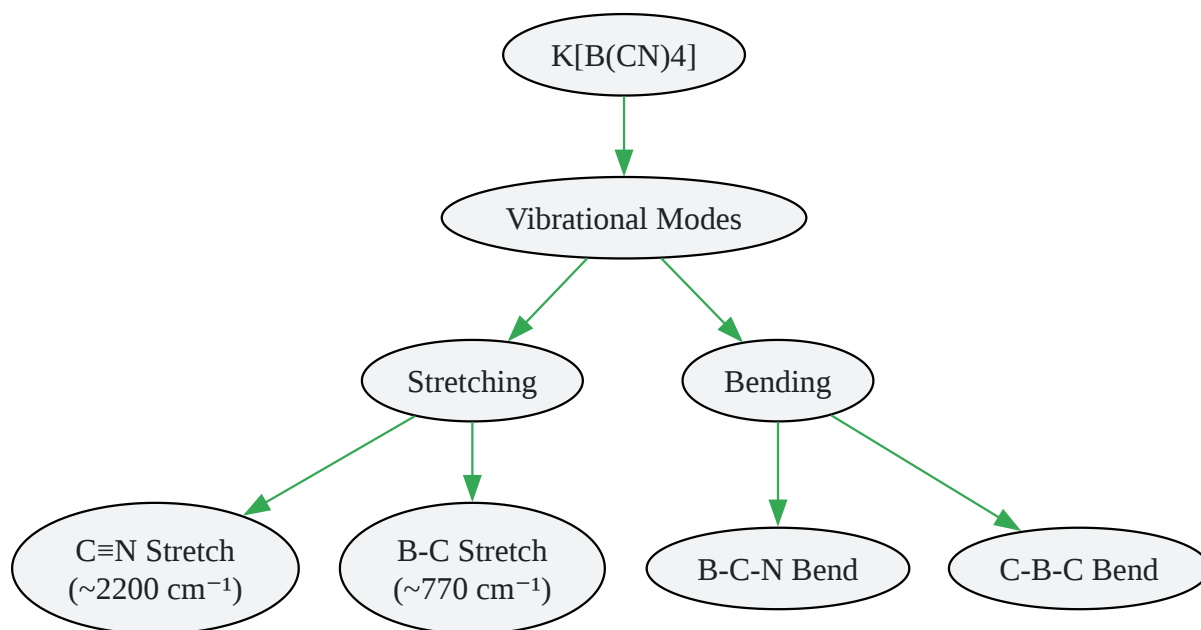 K[B(CN)4]
Vibrational Modes
Stretching
Bending
C≡N Stretch
(~2200 cm⁻¹)
B-C Stretch
(~770 cm⁻¹)
B-C-N Bend
C-B-C Bend